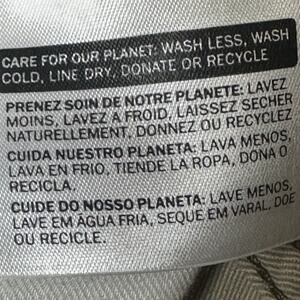 CARE FOR OUR PLANET: WASH LESS, WASH
COLD, LINE DRY, DONATE OR RECYCLE
PRENEZ SOIN DE NOTRE PLANETE: LAVEZ
MOINS, LAVEZ A FROID, LAISSEZ SECHER
NATURELLEMENT, DONNEZ OU RECYCLEZ
CUIDA NUESTRO PLANETA: LAVA MENOS,
LAVA EN FRIO, TIENDE LA ROPA, DONA O
RECICLA.
CUIDE DO NOSSO PLANETA: LAVE MENOS,
LAVE EM ÁGUA FRIA, SEQUE EM VARAL, DOE
OU RECICLE.